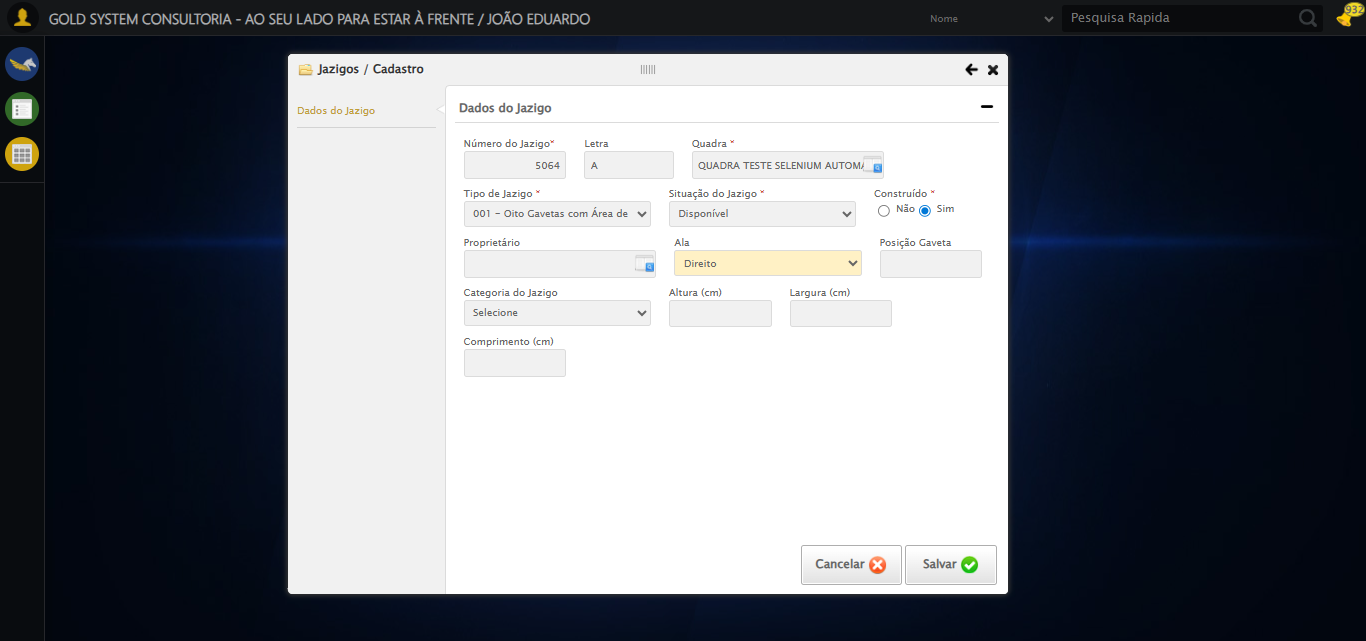 GOLD SYSTEM CONSULTORIA - AO SEU LADO PARA ESTAR À FRENTE / JOÃO EDUARDO
Nome
Pesquisa Rapida
932
Jazigos / Cadastro
Dados do Jazigo
Dados do Jazigo
Número do Jazigo* Letra Quadra *
5064 A QUADRA TESTE SELENIUM AUTOMA
Tipo de Jazigo * Situação do Jazigo * Construído *
001 - Oito Gavetas com Área de Disponível Não Sim
Proprietário Ala Posição Gaveta
Direito
Categoria do Jazigo Altura (cm) Largura (cm)
Selecione
Comprimento (cm)
Cancelar Salvar